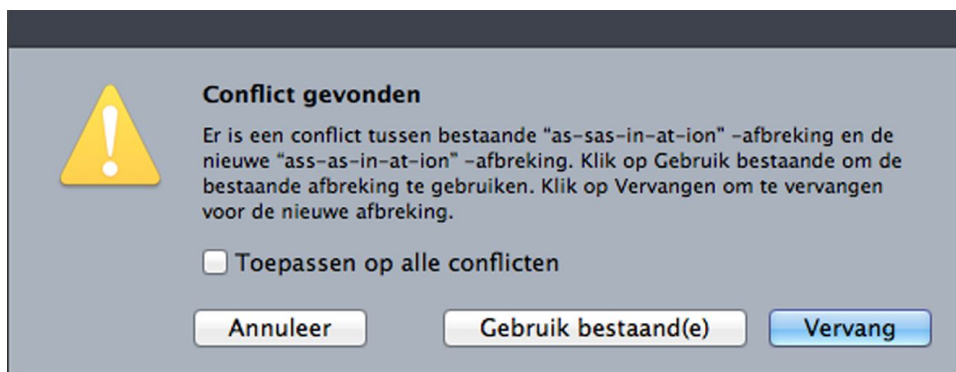 Conflict gevonden
Er is een conflict tussen bestaande “as-sas-in-at-ion” -afbreking en de
nieuwe “ass-as-in-at-ion” -afbreking. Klik op Gebruik bestaande om de
bestaande afbreking te gebruiken. Klik op Vervangen om te vervangen
voor de nieuwe afbreking.
Toepassen op alle conflicten
Annuleer Gebruik bestaand(e) Vervang